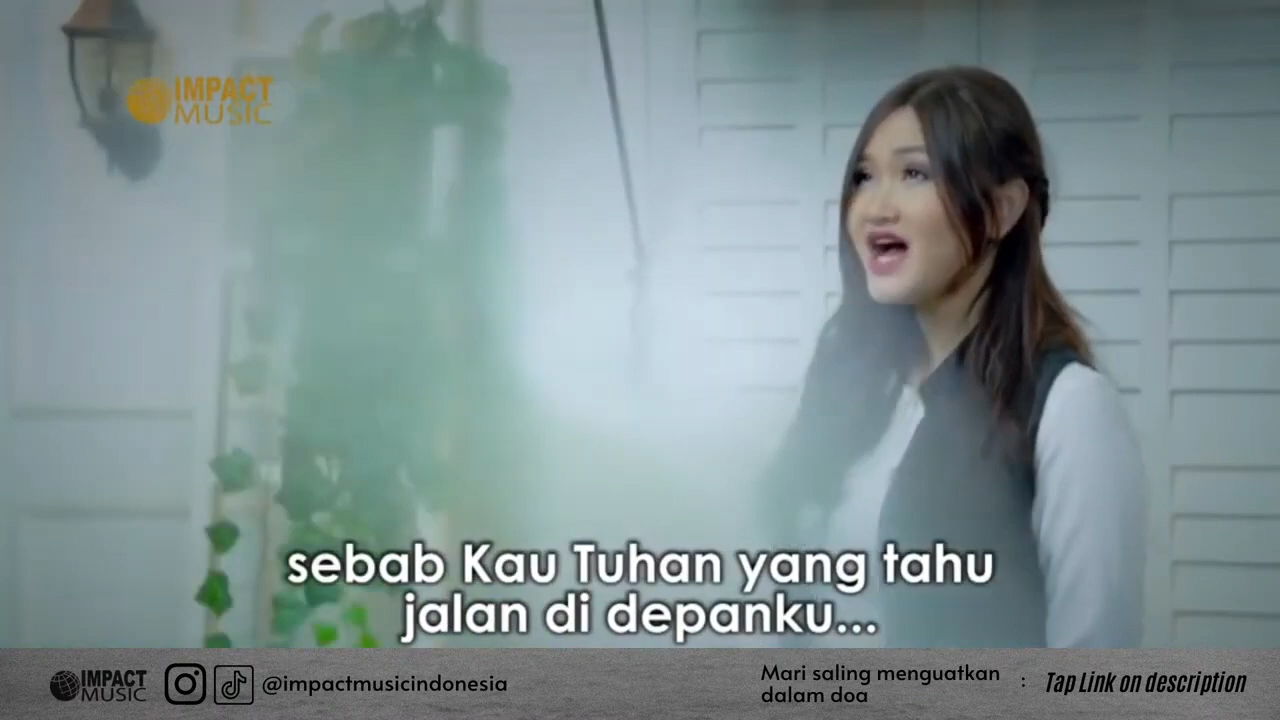 IMPACT
MUSIC
sebab Kau Tuhan yang tahu
jalan di depanku...
IMPACT
MUSIC
@impactmusicindonesia
Mari saling menguatkan
dalam doa
:
Tap Link on description